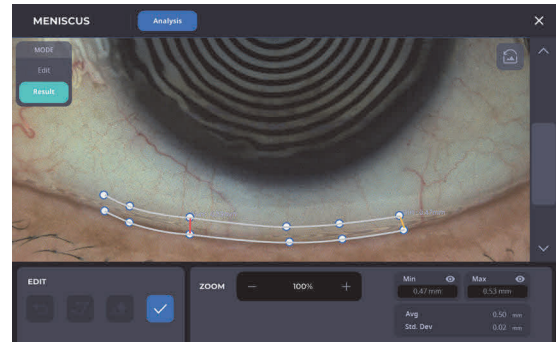 MENISCUS
Analysis
MODE
Edit
Result
EDIT
ZOOM
100%
Min
0.47 mm
Max
0.53 mm
Avg
0.50 mm
Std. Dev
0.02 mm